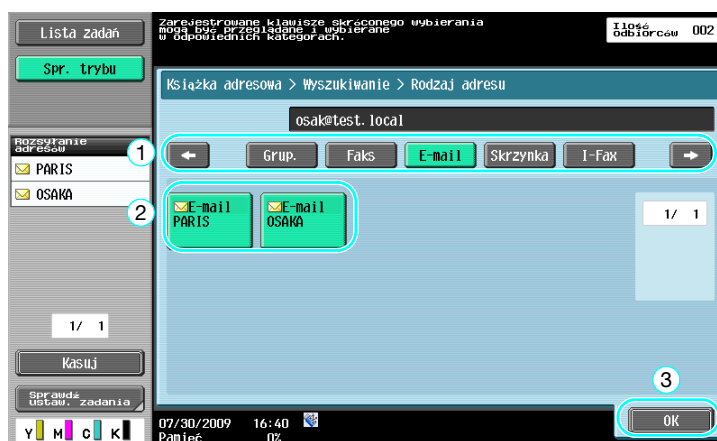 Lista zadań
Zarejestrowane klawisze skróconego wybierania
mogą być przeglądane i wybierane
w odpowiednich kategorach.
Ilość
odbiorców 002
Spr. trybu
Książka adresowa > Wyszukiwanie > Rodzaj adresu
osak@test.local
Rozsyłanie
adresów
1
Grup. Faks E-mail Skrzynka I-Fax
PARIS
OSAKA
2
E-mail
PARIS
E-mail
OSAKA
1/ 1
1/ 1
Kasuj
3
Sprawdź
ustaw. zadania
OK
Y M C K
07/30/2009 16:40
Pamięć 0%